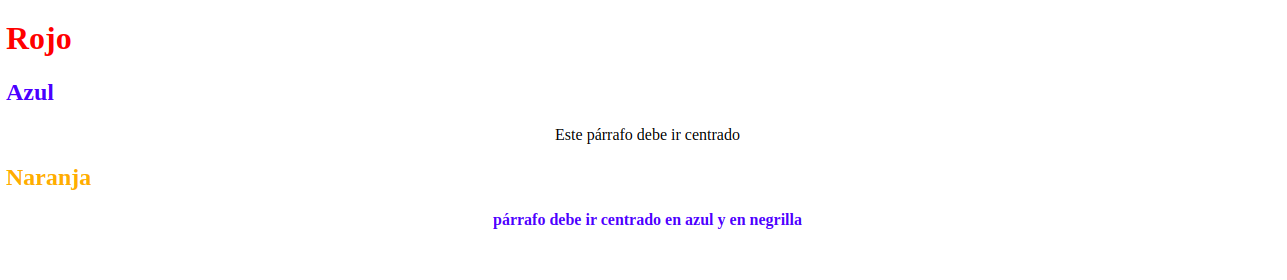 Rojo
Azul
Este párrafo debe ir centrado
Naranja
párrafo debe ir centrado en azul y en negrilla